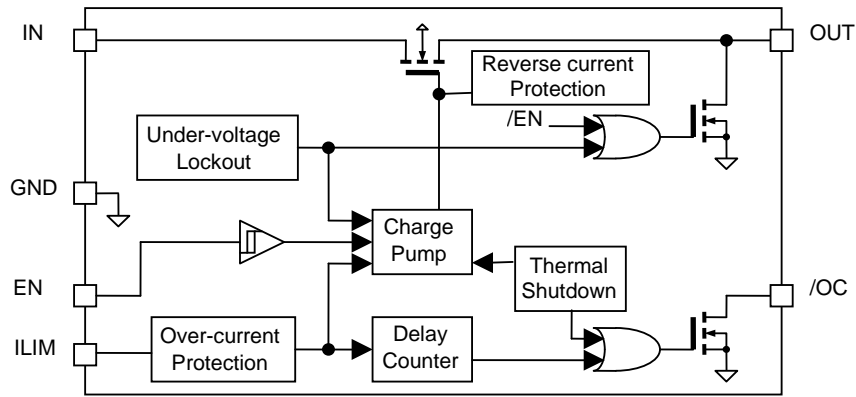 IN
OUT
Reverse current
Protection
/EN
Under-voltage
Lockout
GND
Charge
Pump
Thermal
Shutdown
EN
/OC
ILIM
Over-current
Protection
Delay
Counter